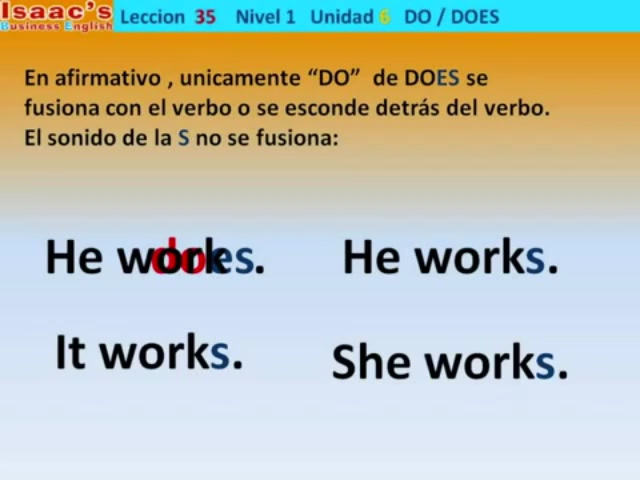 Isaac's
Business English
Leccion 35 Nivel 1 Unidad 6 DO / DOES
En afirmativo , unicamente “DO” de DOES se
fusiona con el verbo o se esconde detrás del verbo.
El sonido de la S no se fusiona:
He work does. He works.
It works. She works.